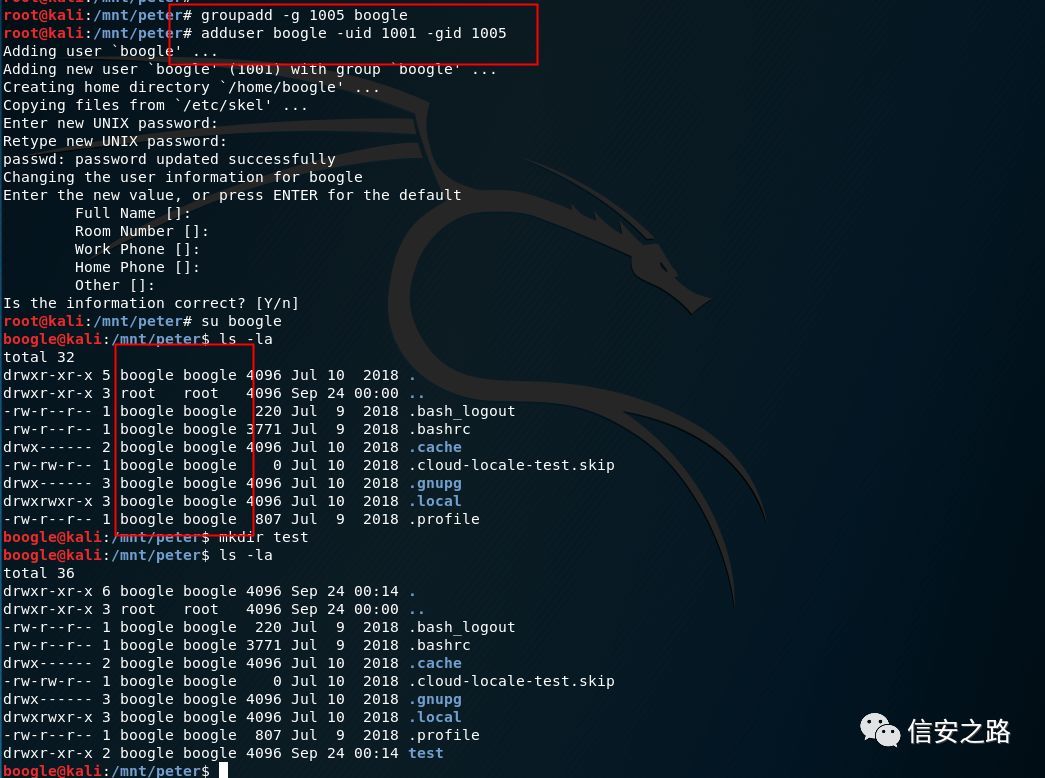 root@kali:/mnt/peter# groupadd -g 1005 boogle
root@kali:/mnt/peter# adduser boogle -uid 1001 -gid 1005
Adding user `boogle' ...
Adding new user `boogle' (1001) with group `boogle' ...
Creating home directory `/home/boogle' ...
Copying files from `/etc/skel' ...
Enter new UNIX password:
Retype new UNIX password:
passwd: password updated successfully
Changing the user information for boogle
Enter the new value, or press ENTER for the default
        Full Name []:
        Room Number []:
        Work Phone []:
        Home Phone []:
        Other []:
Is the information correct? [Y/n]
root@kali:/mnt/peter# su boogle
boogle@kali:/mnt/peter$ ls -la
total 32
drwxr-xr-x 5 boogle boogle 4096 Jul 10  2018 .
drwxr-xr-x 3 root   root   4096 Sep 24 00:00 ..
-rw-r--r-- 1 boogle boogle  220 Jul  9  2018 .bash_logout
-rw-r--r-- 1 boogle boogle 3771 Jul  9  2018 .bashrc
drwx------ 2 boogle boogle 4096 Jul 10  2018 .cache
-rw-rw-r-- 1 boogle boogle    0 Jul 10  2018 .cloud-locale-test.skip
drwx------ 3 boogle boogle 4096 Jul 10  2018 .gnupg
drwxrwxr-x 3 boogle boogle 4096 Jul 10  2018 .local
-rw-r--r-- 1 boogle boogle  807 Jul  9  2018 .profile
boogle@kali:/mnt/peter$ mkdir test
boogle@kali:/mnt/peter$ ls -la
total 36
drwxr-xr-x 6 boogle boogle 4096 Sep 24 00:14 .
drwxr-xr-x 3 root   root   4096 Sep 24 00:00 ..
-rw-r--r-- 1 boogle boogle  220 Jul  9  2018 .bash_logout
-rw-r--r-- 1 boogle boogle 3771 Jul  9  2018 .bashrc
drwx------ 2 boogle boogle 4096 Jul 10  2018 .cache
-rw-rw-r-- 1 boogle boogle    0 Jul 10  2018 .cloud-locale-test.skip
drwx------ 3 boogle boogle 4096 Jul 10  2018 .gnupg
drwxrwxr-x 3 boogle boogle 4096 Jul 10  2018 .local
-rw-r--r-- 1 boogle boogle  807 Jul  9  2018 .profile
drwxr-xr-x 2 boogle boogle 4096 Sep 24 00:14 test
boogle@kali:/mnt/peter$
信安之路